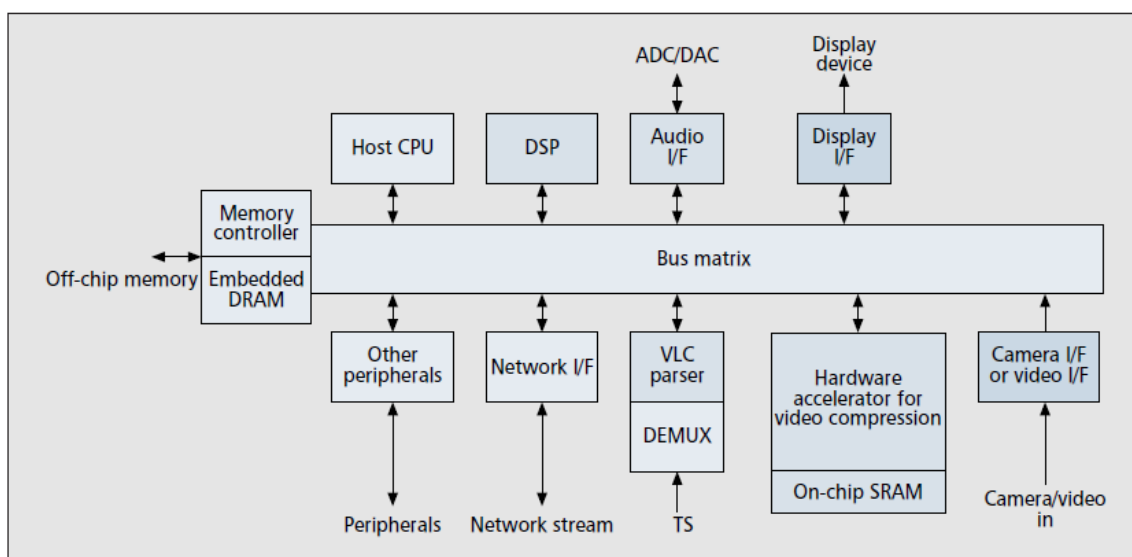 ADC/DAC
Display
device
Host CPU
DSP
Audio
I/F
Display
I/F
Memory
controller
Bus matrix
Off-chip memory
Embedded
DRAM
Other
peripherals
Network I/F
VLC
parser
DEMUX
Hardware
accelerator for
video compression
On-chip SRAM
Camera I/F
or video I/F
Peripherals
Network stream
TS
Camera/video
in